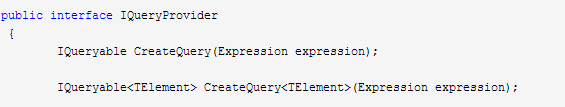 public interface IQueryProvider
{
IQueryable CreateQuery(Expression expression);
IQueryable<TElement> CreateQuery<TElement>(Expression expression);